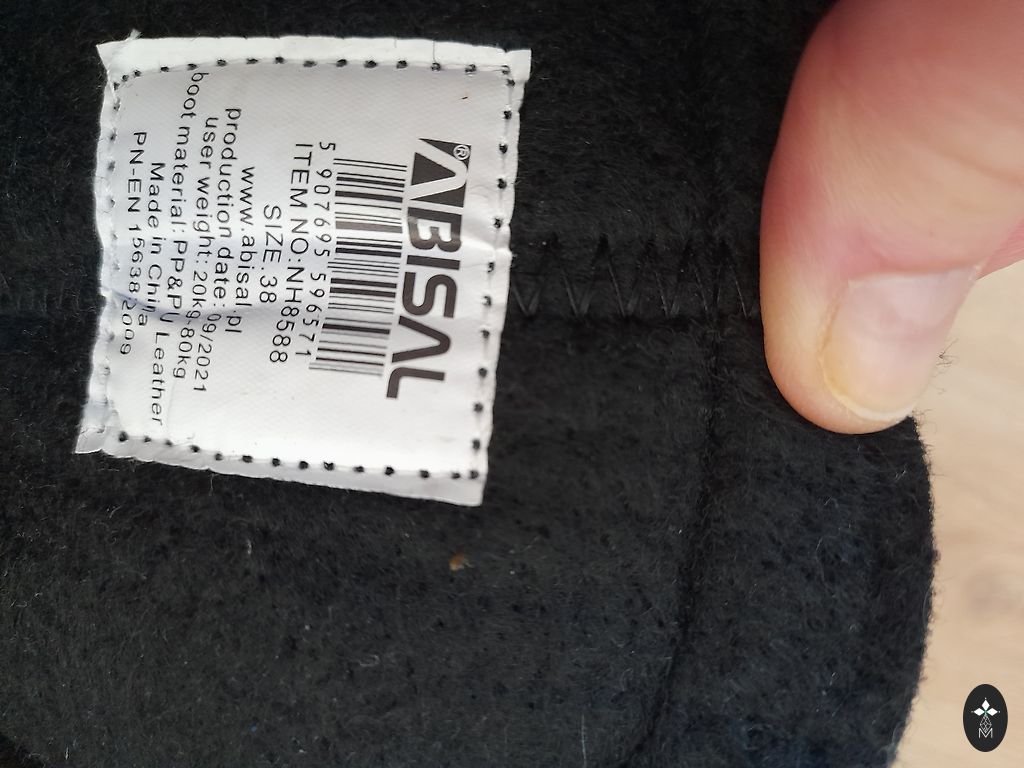 ABISAL®
5 907695 596571
ITEM NO:NH8588
SIZE:38
www.abisal.pl
production date: 09/2021
user weight: 20kg-80kg
boot material: PP&PU Leather
Made in China
PN-EN 15638:2009
M